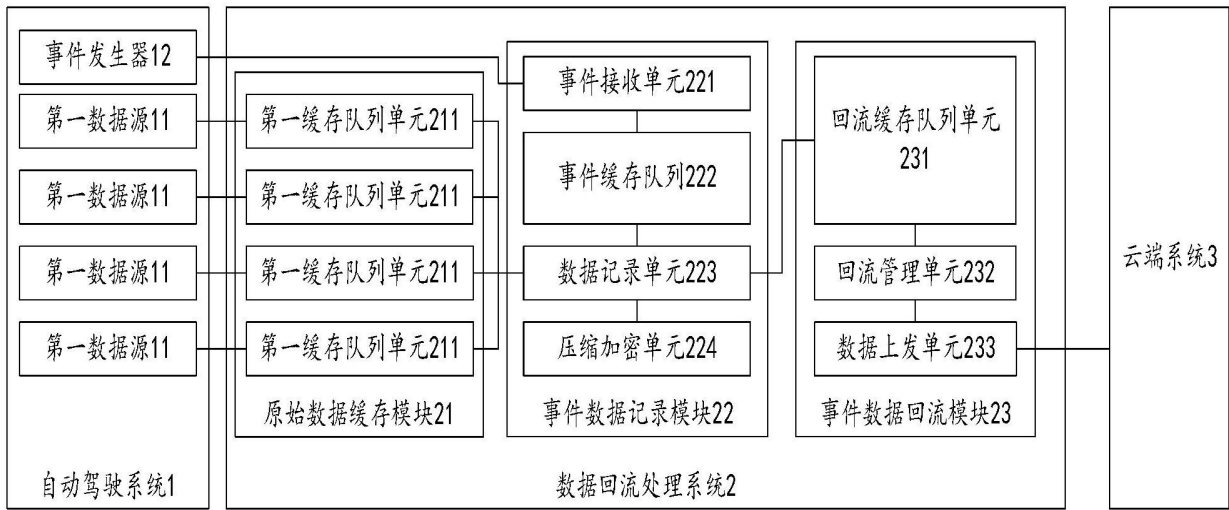 事件发生器12
第一数据源11
第一数据源11
第一数据源11
第一数据源11
自动驾驶系统1
第一缓存队列单元211
第一缓存队列单元211
第一缓存队列单元211
第一缓存队列单元211
原始数据缓存模块21
事件接收单元221
事件缓存队列222
数据记录单元223
压缩加密单元224
事件数据记录模块22
回流缓存队列单元
231
回流管理单元232
数据上发单元233
事件数据回流模块23
数据回流处理系统2
云端系统3